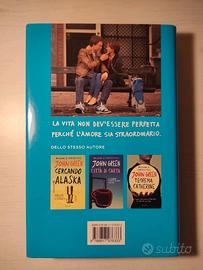 LA VITA NON DEV'ESSERE PERFETTA
PERCHÉ L'AMORE SIA STRAORDINARIO.
DELLO STESSO AUTORE
JOHN GREEN
CERCANDO
ALASKA
JOHN GREEN
CITTÀ DI CARTA
JOHN GREEN
TEOREMA
CATHERINE
subito